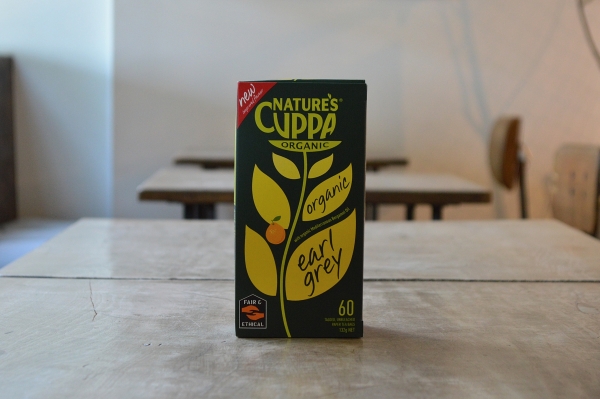 new
NATURE'S
CUPPA
ORGANIC
organic
earl
grey
FAIR &
ETHICAL
60